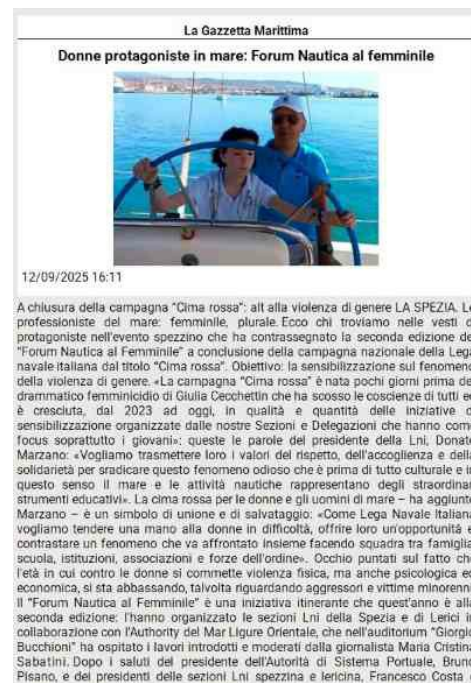 La Gazzetta Marittima
Donne protagoniste in mare: Forum Nautica al femminile
12/09/2025 16:11
A chiusura della campagna "Cima rossa": alt alla violenza di genere LA SPEZIA. Le
professioniste del mare: femminile, plurale. Ecco chi troviamo nelle vesti di
protagoniste nell'evento spezzino che ha contrassegnato la seconda edizione del
"Forum Nautica al Femminile" a conclusione della campagna nazionale della Lega
navale italiana dal titolo "Cima rossa". Obiettivo: la sensibilizzazione sul fenomeno
della violenza di genere. «La campagna "Cima rossa" è nata pochi giorni prima del
drammatico femminicidio di Giulia Cecchettin che ha scosso le coscienze di tutti ed
è cresciuta, dal 2023 ad oggi, in qualità e quantità delle iniziative di
sensibilizzazione organizzate dalle nostre Sezioni e Delegazioni che hanno come
focus soprattutto i giovani»: queste le parole del presidente della Lni, Donato
Marzano: «Vogliamo trasmettere loro i valori del rispetto, dell'accoglienza e della
solidarietà per sradicare questo fenomeno odioso che è prima di tutto culturale e in
questo senso il mare e le attività nautiche rappresentano degli straordinari
strumenti educativi». La cima rossa per le donne e gli uomini di mare – ha aggiunto
Marzano – è un simbolo di unione e di salvataggio: «Come Lega Navale Italiana
vogliamo tendere una mano alla donne in difficoltà, offrire loro un'opportunità e
contrastare un fenomeno che va affrontato insieme facendo squadra tra famiglia,
scuola, istituzioni, associazioni e forze dell'ordine». Occhio puntati sul fatto che
l'età in cui contro le donne si commette violenza fisica, ma anche psicologica ed
economica, si sta abbassando, talvolta riguardando aggressori e vittime minorenni.
Il "Forum Nautica al Femminile" è una iniziativa itinerante che quest'anno è alla
seconda edizione: l'hanno organizzato le sezioni Lni della Spezia e di Lerici in
collaborazione con l'Authority del Mar Ligure Orientale, che nell'auditorium "Giorgio
Bucchioni" ha ospitato i lavori introdotti e moderati dalla giornalista Maria Cristina
Sabatini. Dopo i saluti del presidente dell'Autorità di Sistema Portuale, Bruno
Pisano, e dei presidenti delle sezioni Lni spezzina e lericina, Francesco Costa e